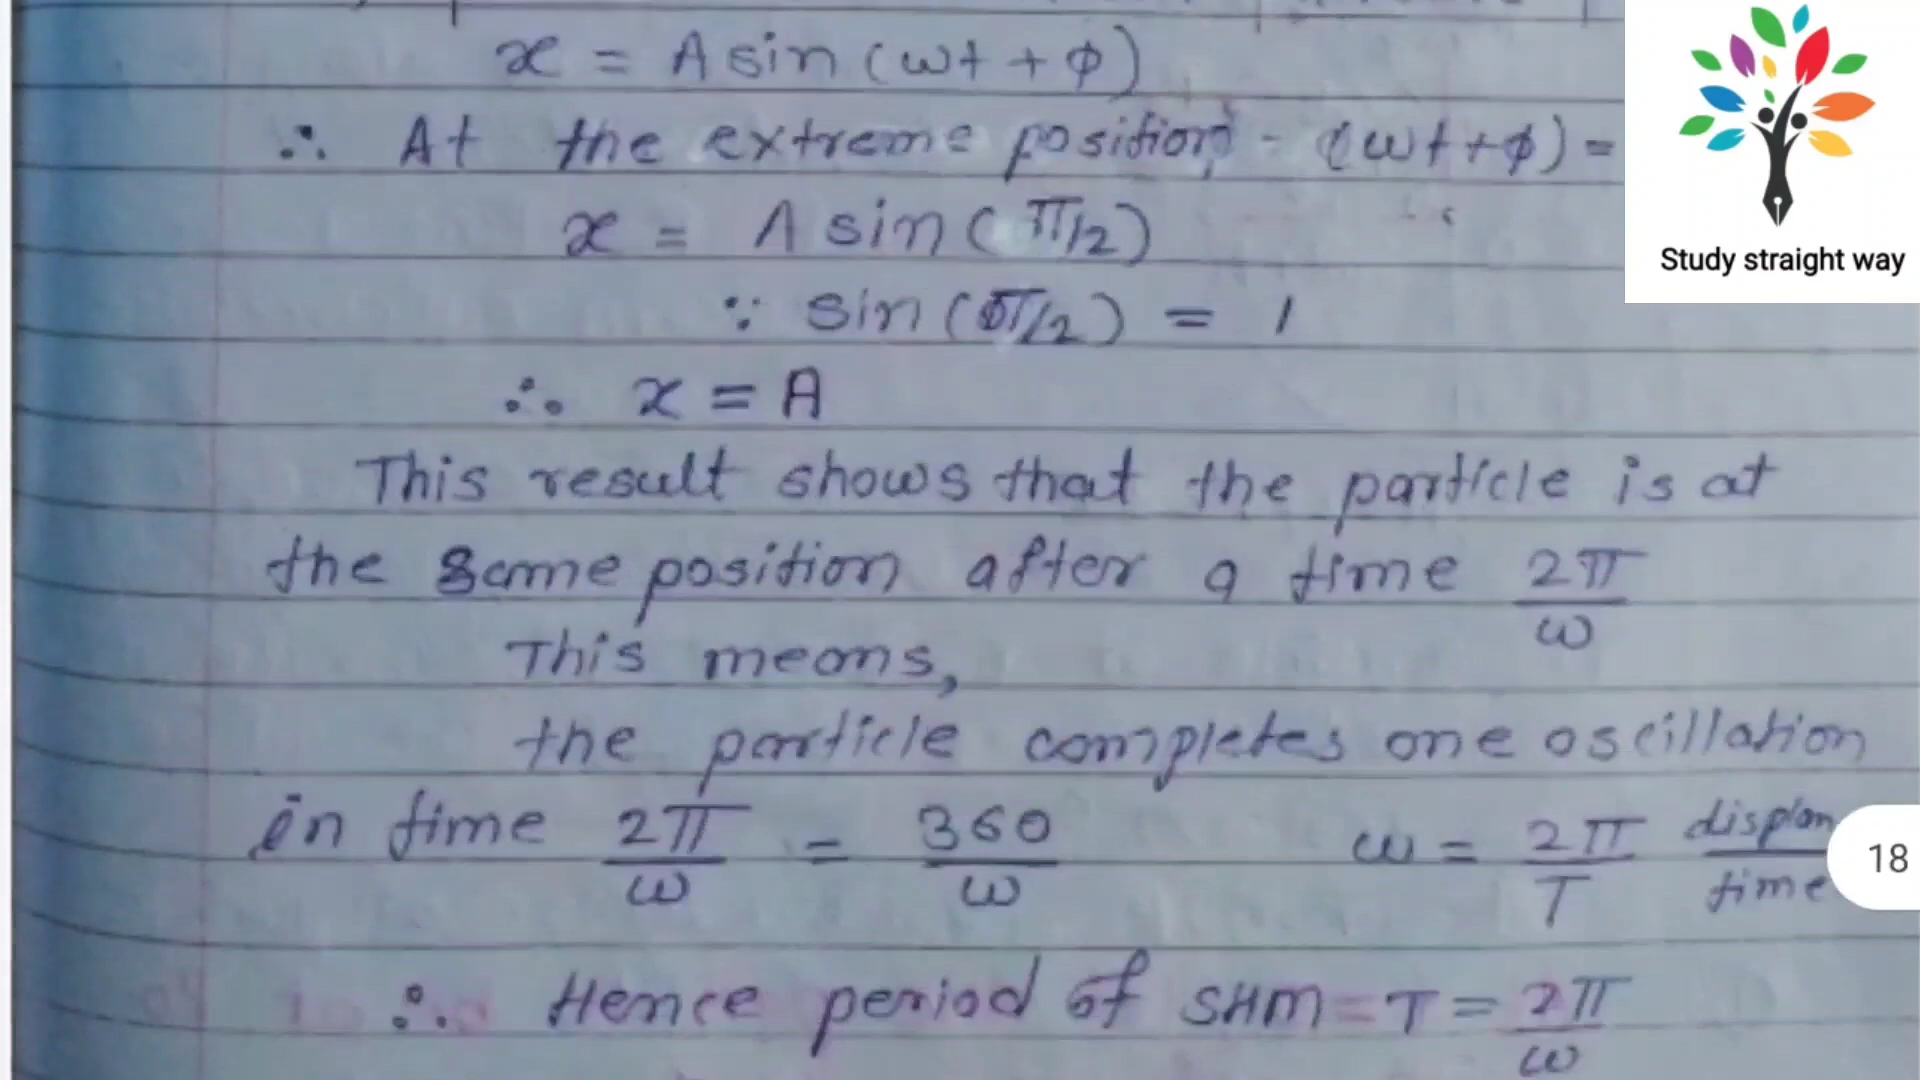 x = A sin (ωt + φ)
∴ At the extreme position - (ωt + φ) =
x = A sin (π/2)
∵ sin (π/2) = 1
∴ x = A
This result shows that the particle is at
the same position after a time 2π/ω
This means,
the particle completes one oscillation
in time 2π/ω = 360/ω ω = 2π/T displan/time
∴ Hence period of SHM = T = 2π/ω
Study straight way
18